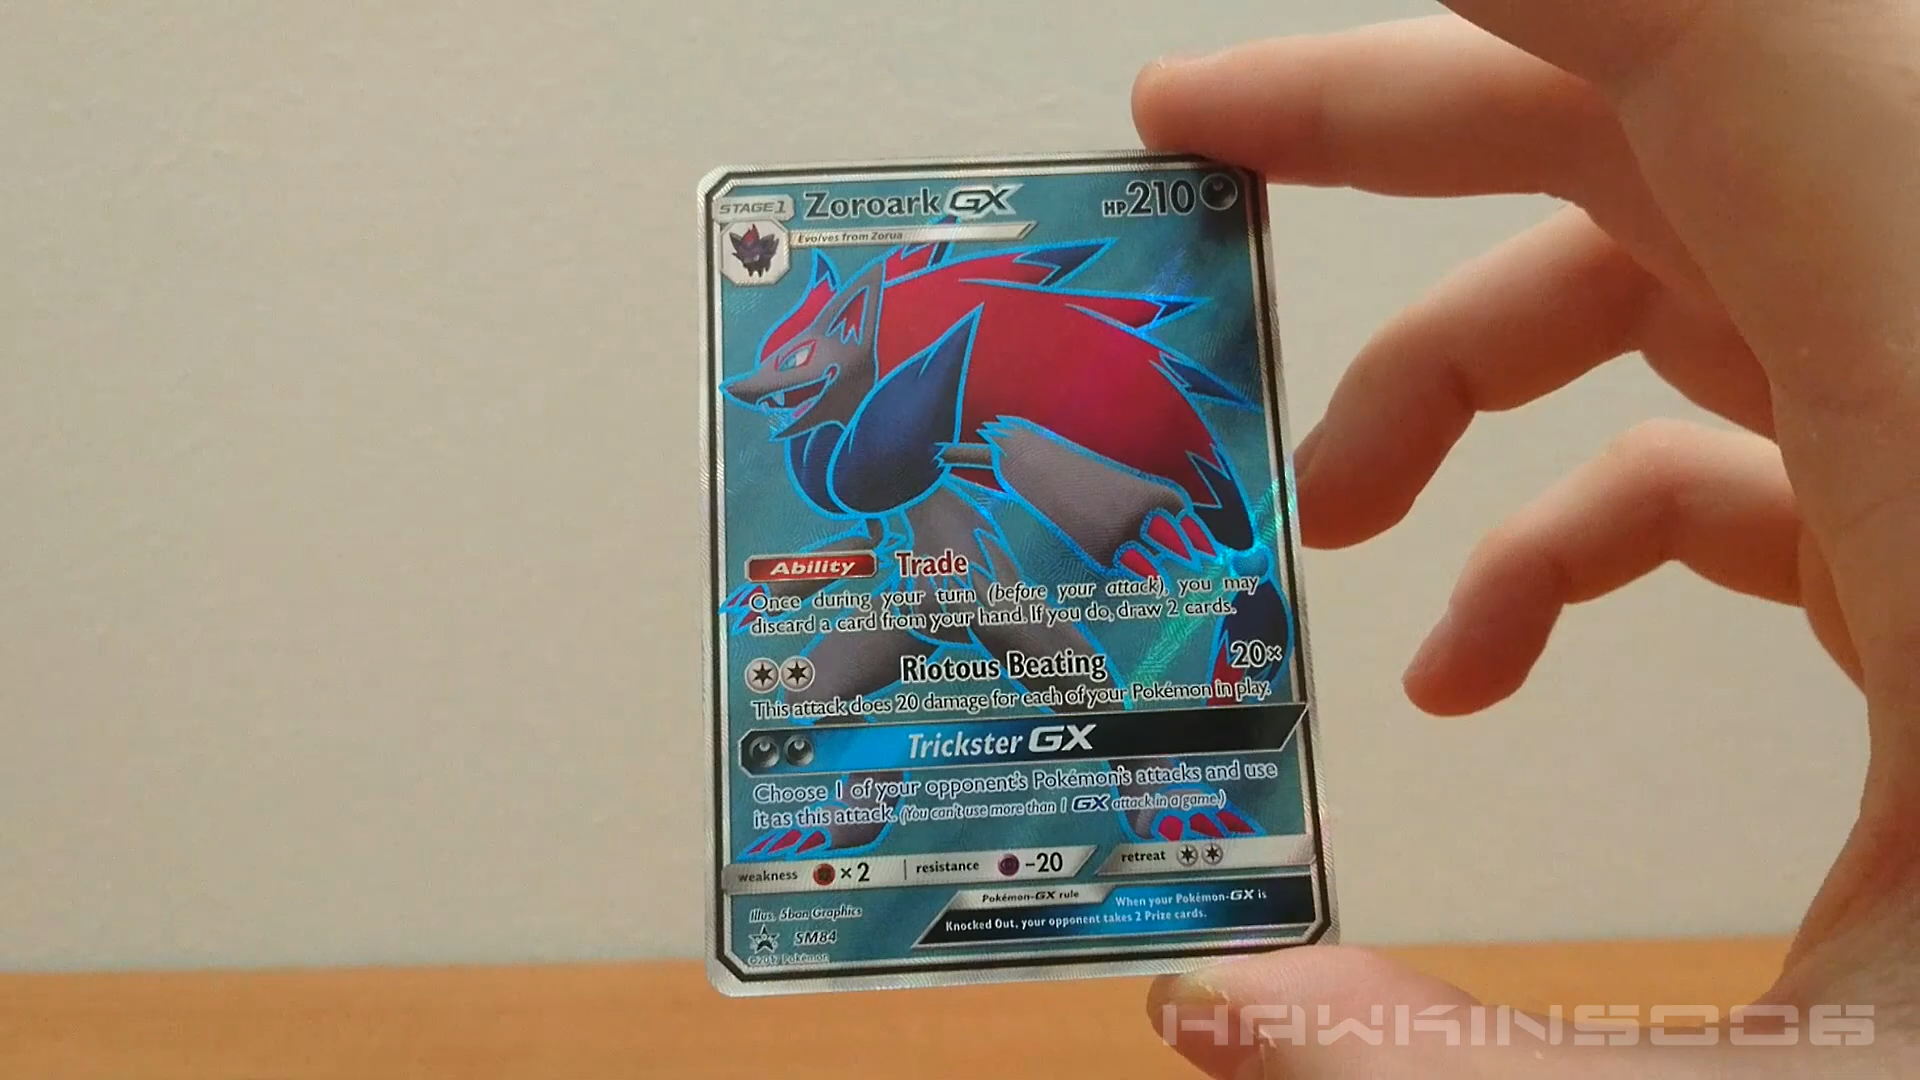 STAGE 1 Zoroark GX HP 210
Evolves from Zorua
Ability Trade
Once during your turn (before your attack), you may
discard a card from your hand. If you do, draw 2 cards.
Riotous Beating 20×
This attack does 20 damage for each of your Pokémon in play.
Trickster GX
Choose 1 of your opponent's Pokémon's attacks and use
it as this attack. (You can't use more than 1 GX attack in a game.)
weakness ×2 resistance -20 retreat
Pokémon-GX rule When your Pokémon-GX is
Knocked Out, your opponent takes 2 Prize cards.
Illus. 5ban Graphics
SM84
©2017 Pokémon
HAWKINS006